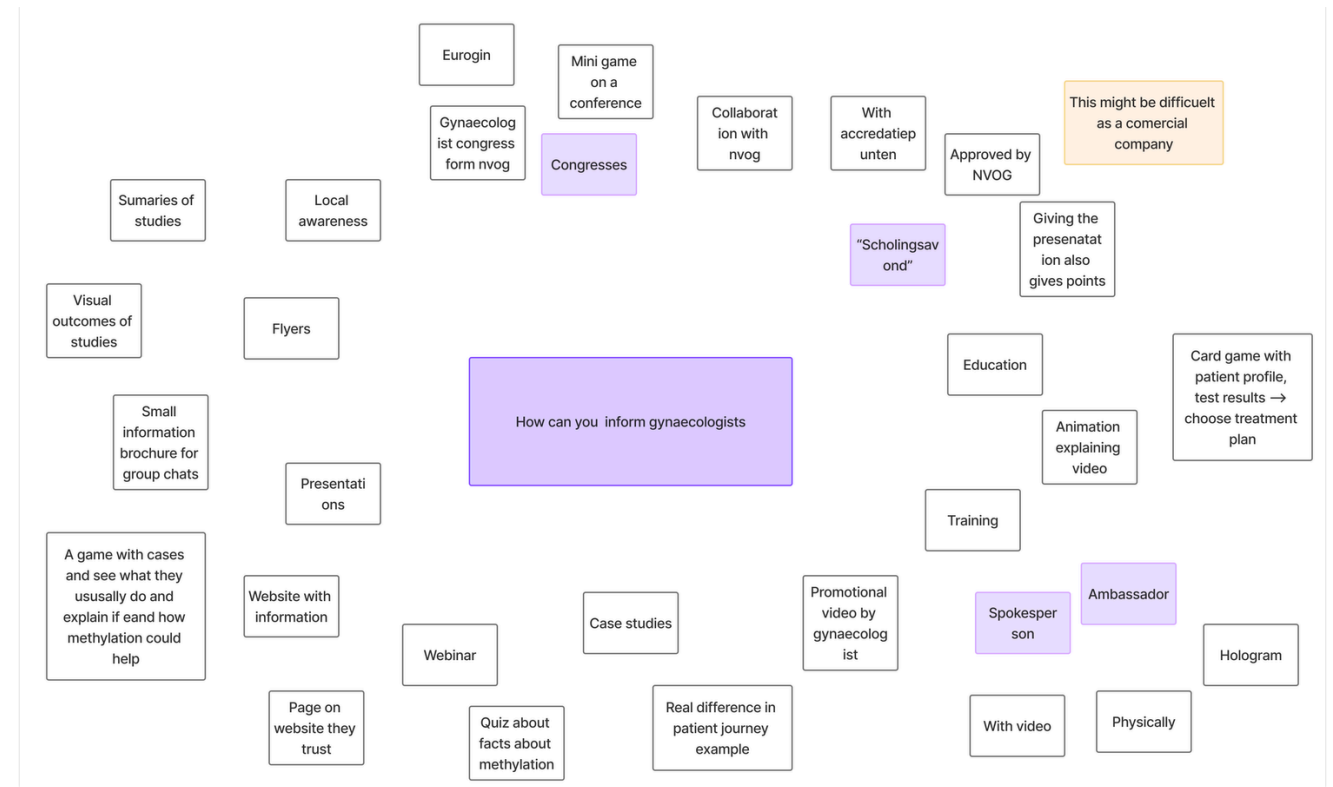 Eurogin
Mini game
on a
conference
Gynaecolog
ist congress
form nvog
Congresses
Collaborat
ion with
nvog
With
accredatiep
unten
Approved by
NVOG
This might be difficuelt
as a comercial
company
Sumaries of
studies
Local
awareness
"Scholingsav
ond"
Giving the
presenatat
ion also
gives points
Visual
outcomes of
studies
Flyers
How can you  inform gynaecologists
Education
Card game with
patient profile,
test results →
choose treatment
plan
Small
information
brochure for
group chats
Animation
explaining
video
Presentati
ons
Training
A game with cases
and see what they
ususally do and
explain if eand how
methylation could
help
Website with
information
Webinar
Case studies
Promotional
video by
gynaecolog
ist
Spokesper
son
Ambassador
Hologram
Page on
website they
trust
Quiz about
facts about
methylation
Real difference in
patient journey
example
With video
Physically